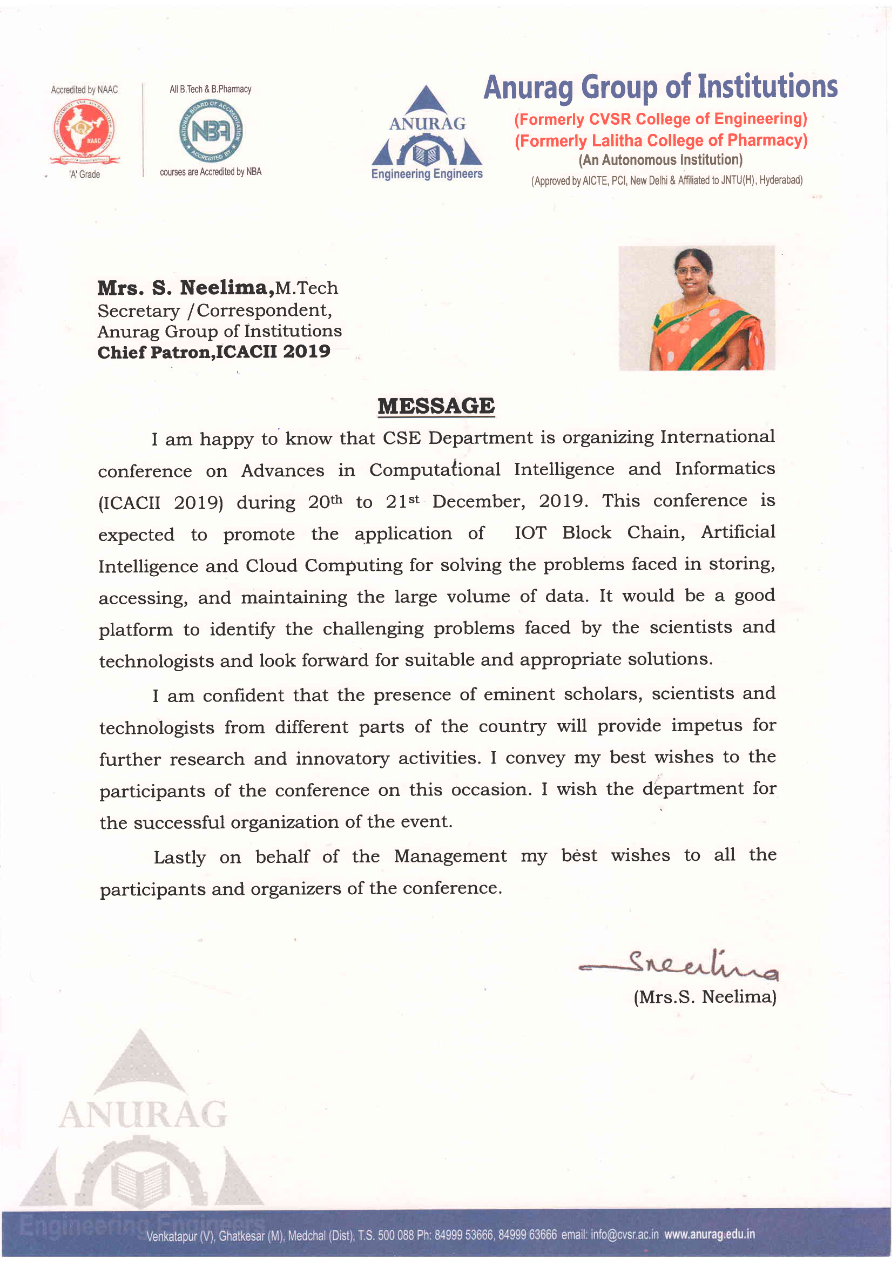 Accredited by NAAC
NAAC
'A' Grade
All B.Tech & B.Pharmacy
NATIONAL BOARD OF ACCREDITATION
NBA
ACCREDITED BY
courses are Accredited by NBA
ANURAG
Engineering Engineers
Anurag Group of Institutions
(Formerly CVSR College of Engineering)
(Formerly Lalitha College of Pharmacy)
(An Autonomous Institution)
(Approved by AICTE, PCI, New Delhi & Affiliated to JNTU(H), Hyderabad)
Mrs. S. Neelima,M.Tech
Secretary /Correspondent,
Anurag Group of Institutions
Chief Patron,ICACII 2019
MESSAGE
I am happy to know that CSE Department is organizing International
conference on Advances in Computational Intelligence and Informatics
(ICACII 2019) during 20th to 21st December, 2019. This conference is
expected to promote the application of IOT Block Chain, Artificial
Intelligence and Cloud Computing for solving the problems faced in storing,
accessing, and maintaining the large volume of data. It would be a good
platform to identify the challenging problems faced by the scientists and
technologists and look forward for suitable and appropriate solutions.
I am confident that the presence of eminent scholars, scientists and
technologists from different parts of the country will provide impetus for
further research and innovatory activities. I convey my best wishes to the
participants of the conference on this occasion. I wish the department for
the successful organization of the event.
Lastly on behalf of the Management my best wishes to all the
participants and organizers of the conference.
SNeelima
(Mrs.S. Neelima)
ANURAG
Engineering Engineers
Venkatapur (V), Ghatkesar (M), Medchal (Dist), T.S. 500 088 Ph: 84999 53666, 84999 63666 email: info@cvsr.ac.in www.anurag.edu.in